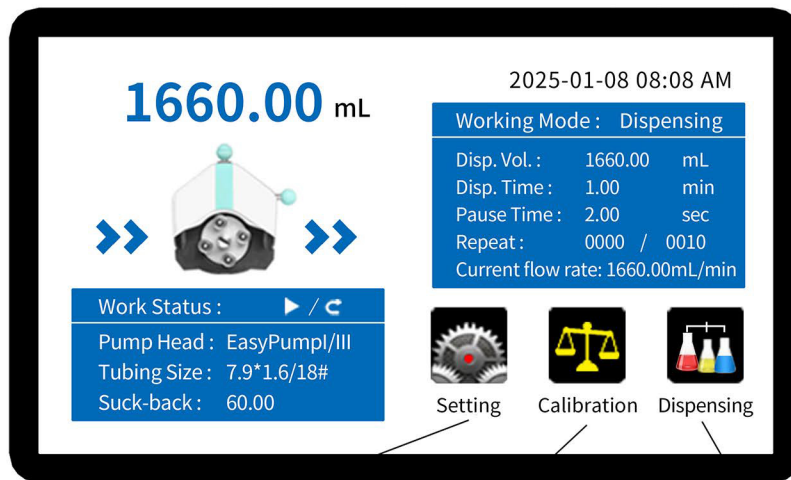 2025-01-08 08:08 AM
1660.00 mL
Working Mode : Dispensing
Disp. Vol. : 1660.00 mL
Disp. Time : 1.00 min
Pause Time : 2.00 sec
Repeat : 0000 / 0010
Current flow rate: 1660.00mL/min
Work Status :
Pump Head : EasyPumpI/III
Tubing Size : 7.9*1.6/18#
Suck-back : 60.00
Setting
Calibration
Dispensing